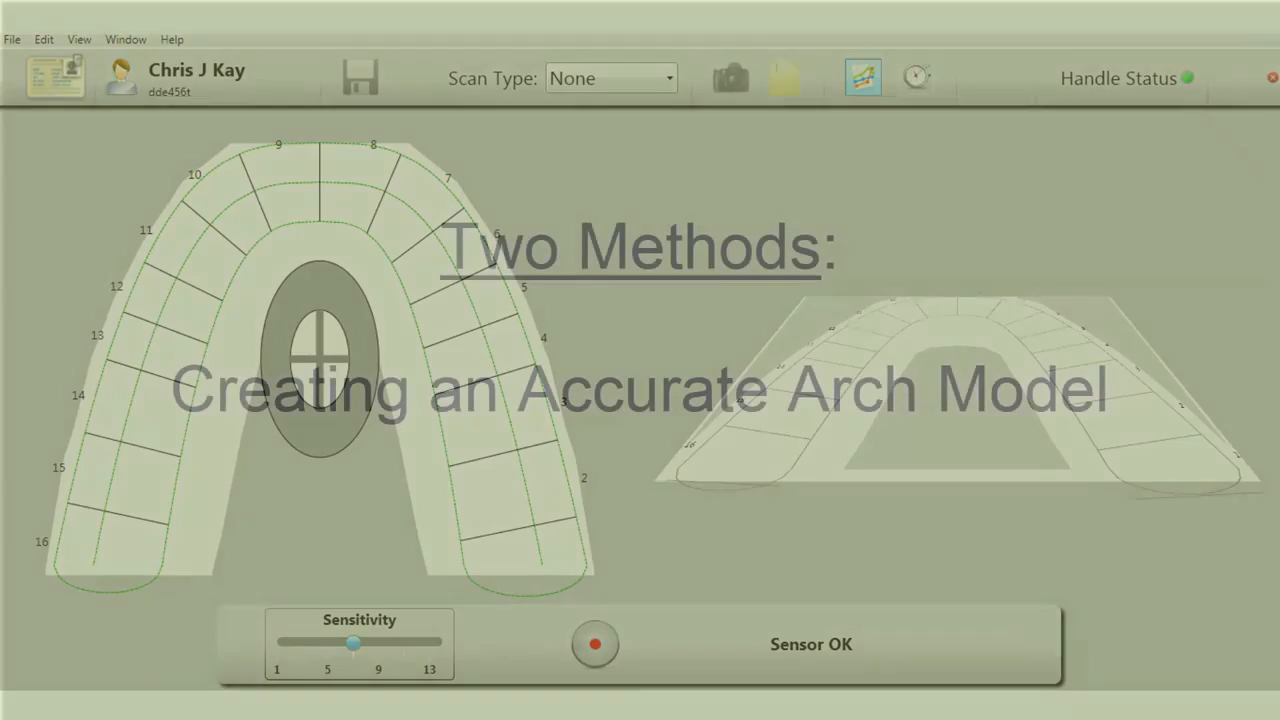 File Edit View Window Help
Chris J Kay
dde456t
Scan Type: None
Handle Status
9 8
10 7
11 6
12 5
13 4
14 3
15 2
16
Two Methods:
Creating an Accurate Arch Model
16
Sensitivity
1 5 9 13
Sensor OK